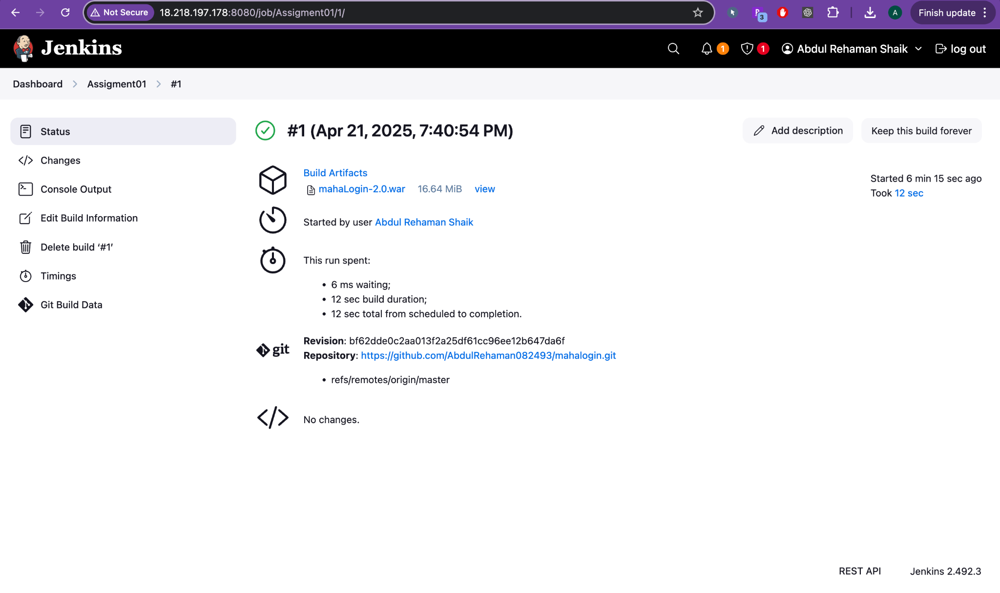 Not Secure
18.218.197.178:8080/job/Assigment01/1/
3
A
Finish update
Jenkins
1
1
Abdul Rehaman Shaik
log out
Dashboard
Assigment01
#1
Status
Changes
Console Output
Edit Build Information
Delete build ‘#1’
Timings
Git Build Data
#1 (Apr 21, 2025, 7:40:54 PM)
Add description
Keep this build forever
Build Artifacts
mahaLogin-2.0.war 16.64 MiB view
Started 6 min 15 sec ago
Took 12 sec
Started by user Abdul Rehaman Shaik
This run spent:
• 6 ms waiting;
• 12 sec build duration;
• 12 sec total from scheduled to completion.
git
Revision: bf62dde0c2aa013f2a25df61cc96ee12b647da6f
Repository: https://github.com/AbdulRehaman082493/mahalogin.git
• refs/remotes/origin/master
No changes.
REST API
Jenkins 2.492.3